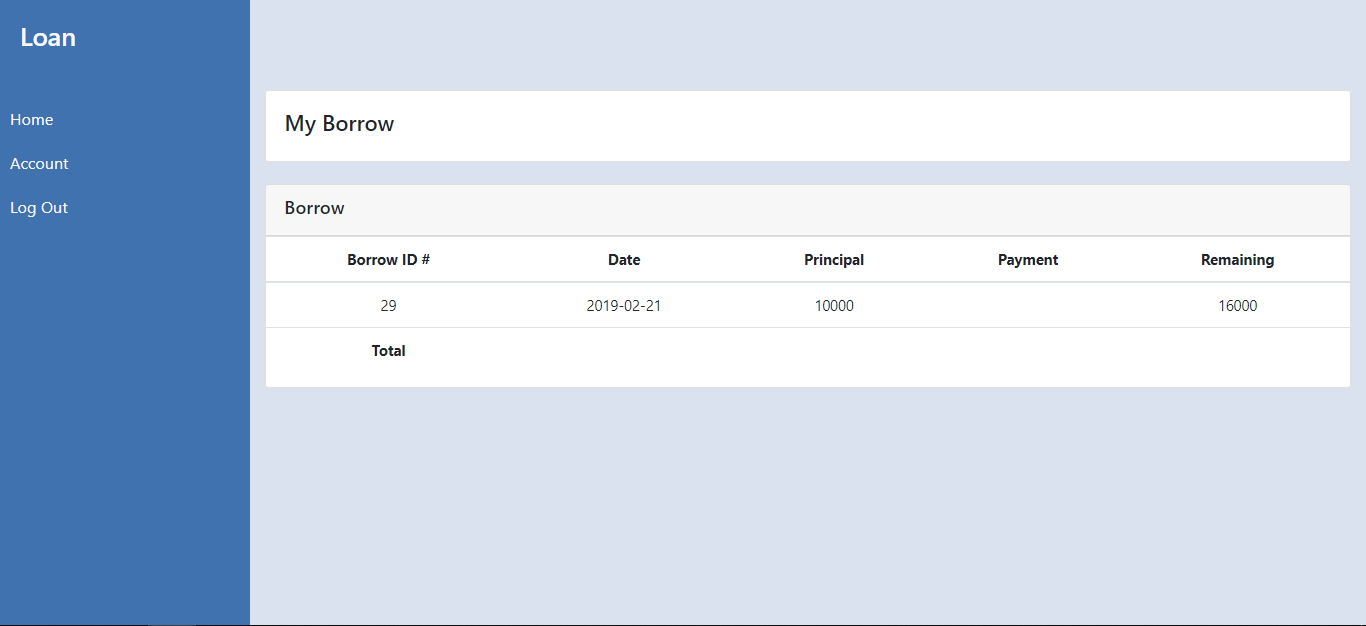 Loan
Home
Account
Log Out
My Borrow
Borrow
Borrow ID # Date Principal Payment Remaining
29 2019-02-21 10000 16000
Total